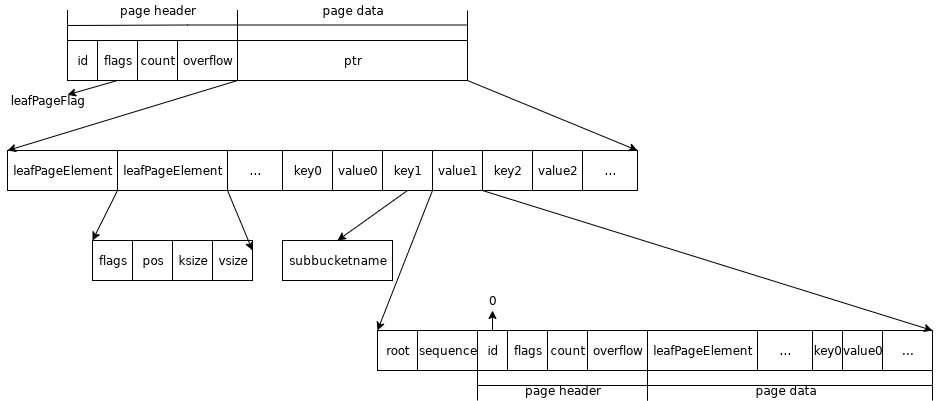 page header page data
id flags count overflow ptr
leafPageFlag
leafPageElement leafPageElement ... key0 value0 key1 value1 key2 value2 ...
flags pos ksize vsize subbucketname
0
root sequence id flags count overflow leafPageElement ... key0 value0 ...
page header page data